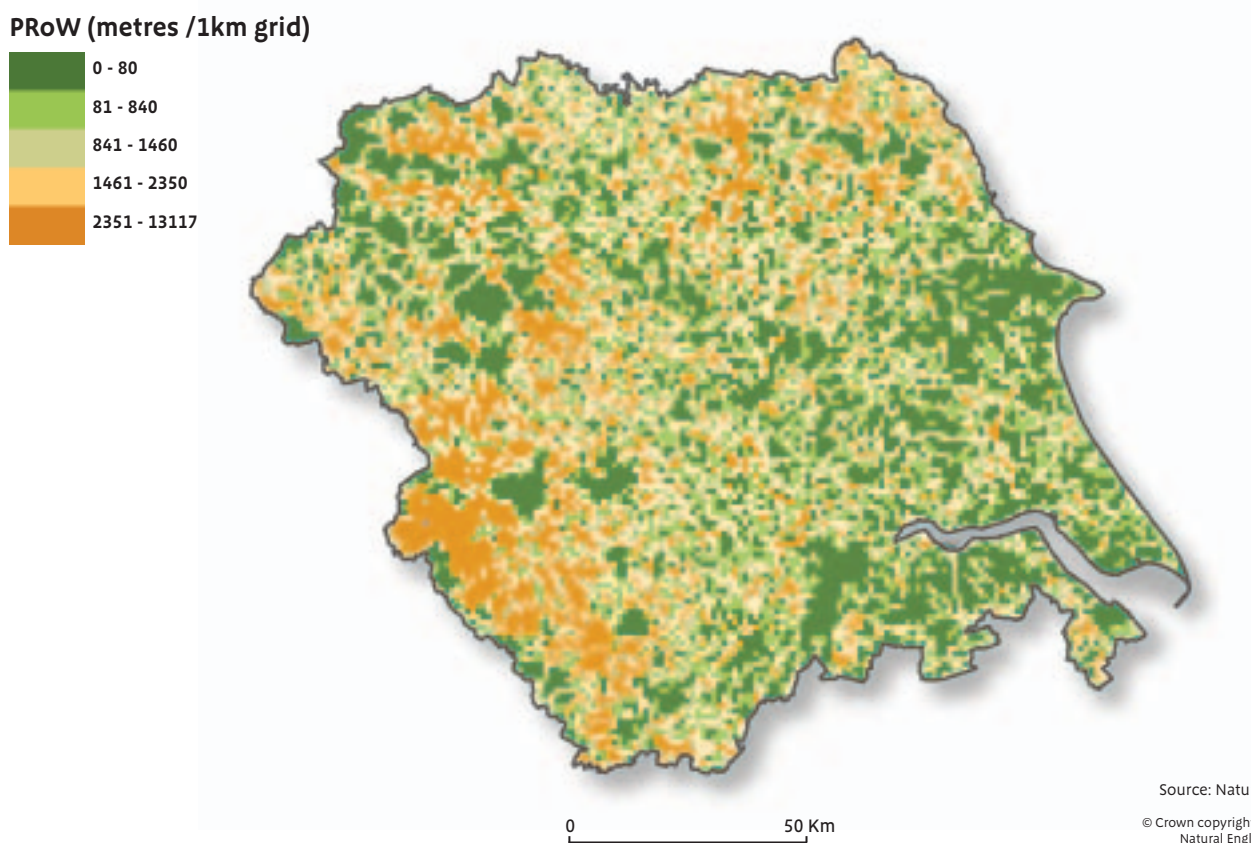 PRoW (metres /1km grid)
0 - 80
81 - 840
841 - 1460
1461 - 2350
2351 - 13117
0 50 Km
Source: Natu
© Crown copyrigh
Natural Engl